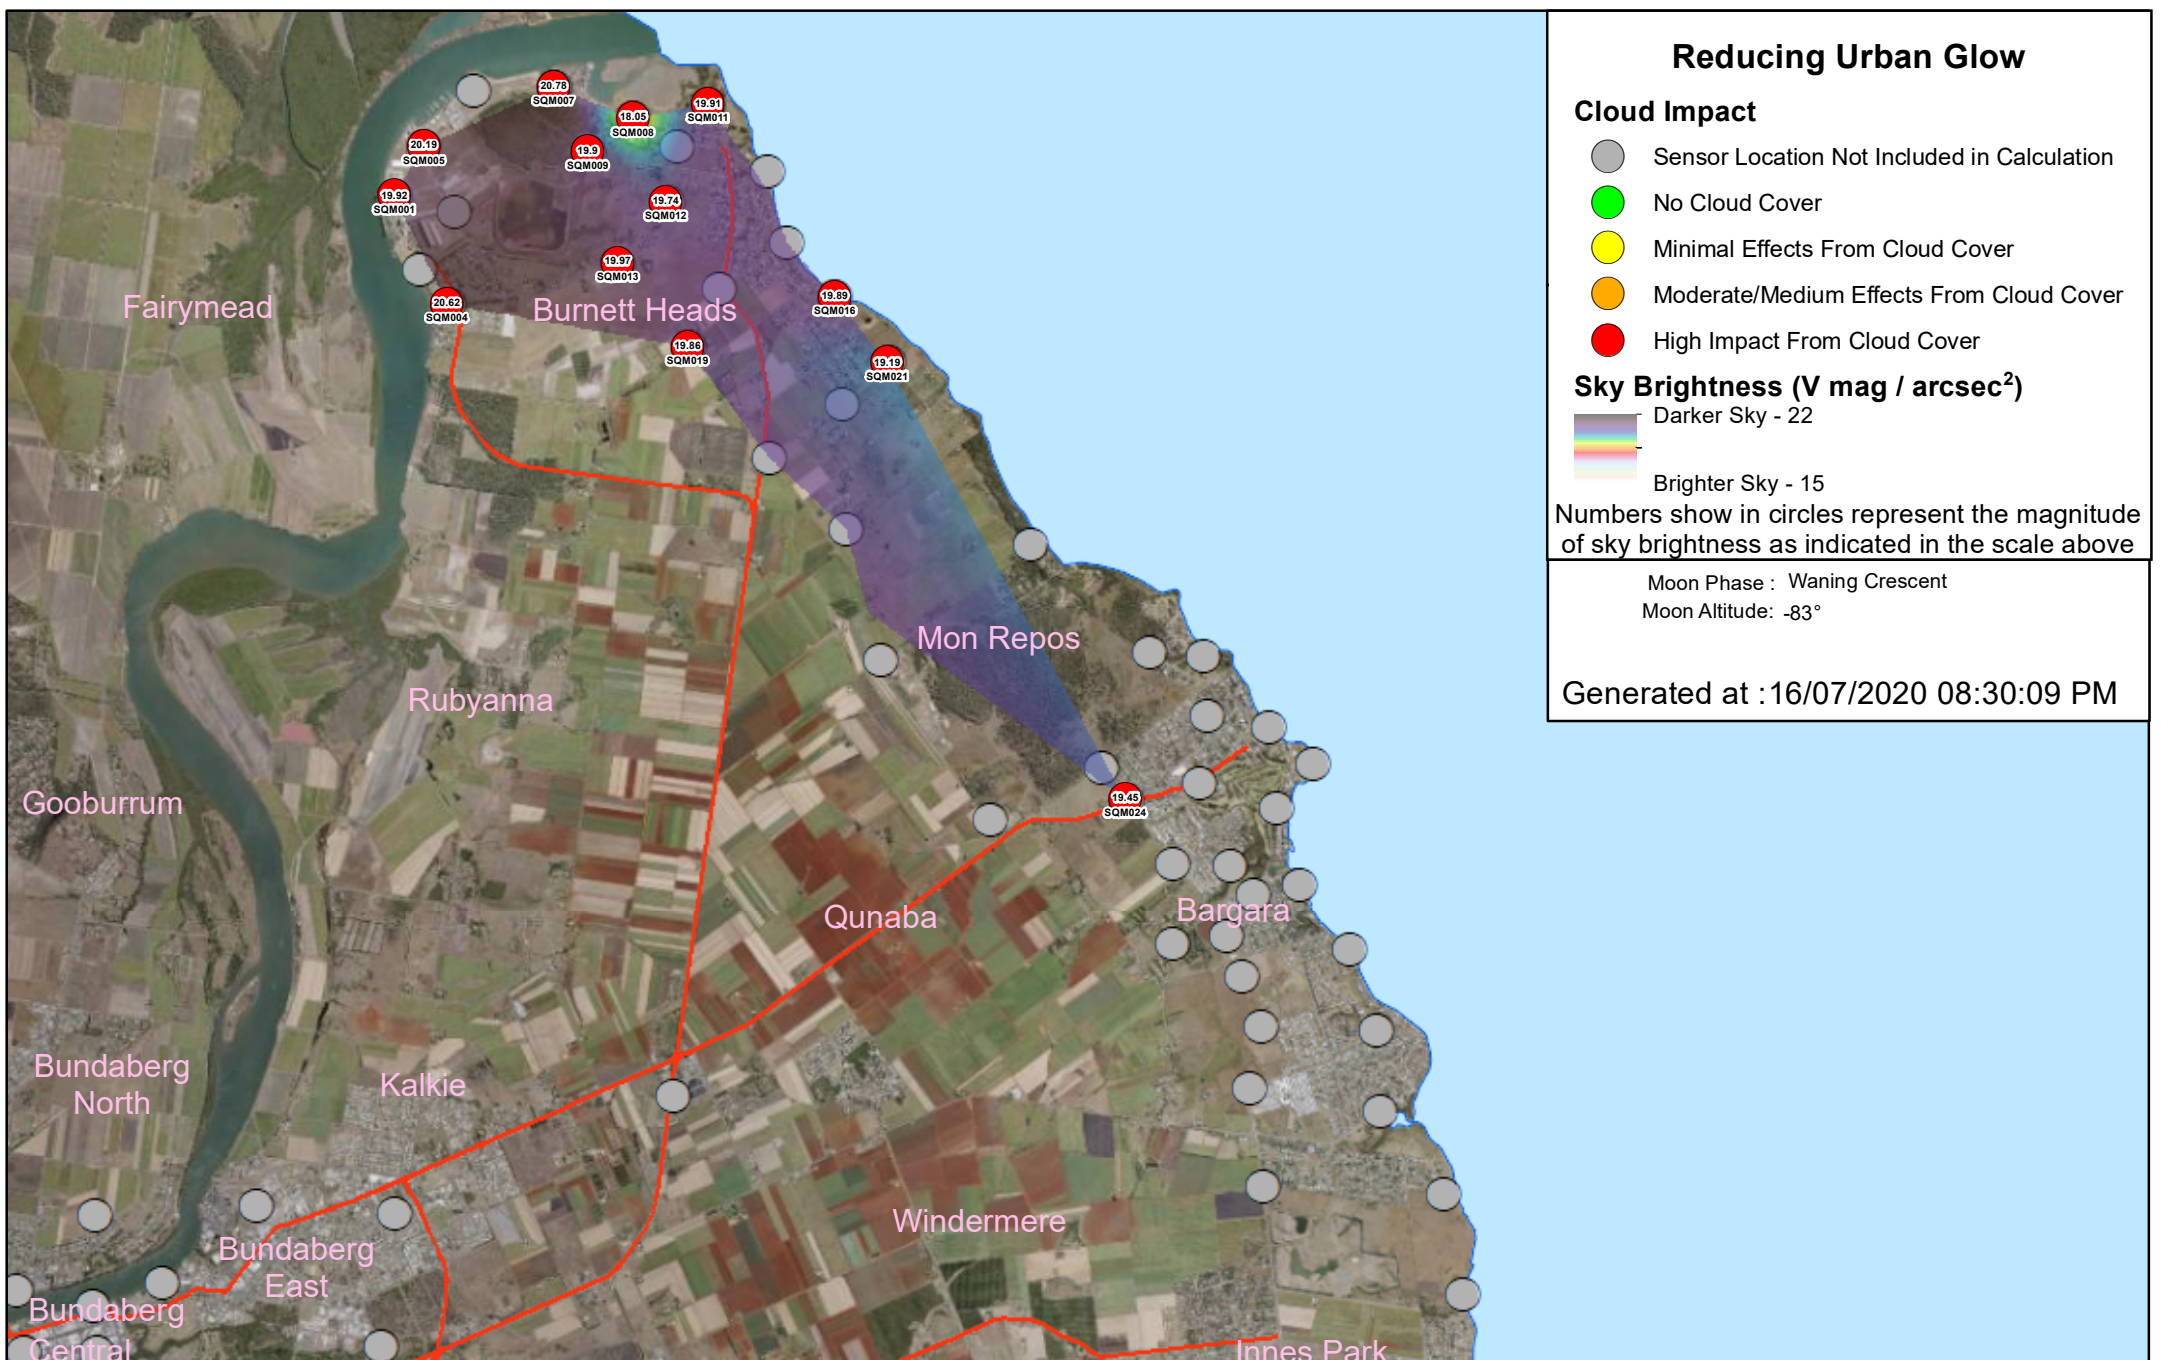 Reducing Urban Glow
Cloud Impact
Sensor Location Not Included in Calculation
No Cloud Cover
Minimal Effects From Cloud Cover
Moderate/Medium Effects From Cloud Cover
High Impact From Cloud Cover
Sky Brightness (V mag / arcsec²)
Darker Sky - 22
Brighter Sky - 15
Numbers show in circles represent the magnitude
of sky brightness as indicated in the scale above
Moon Phase : Waning Crescent
Moon Altitude: -83°
Generated at :16/07/2020 08:30:09 PM
20.78
SQM007
18.05
SQM008
19.91
SQM011
20.19
SQM005
19.9
SQM009
19.92
SQM001
19.74
SQM012
19.97
SQM013
20.62
SQM004
19.89
SQM016
19.86
SQM019
19.19
SQM021
19.45
SQM024
Fairymead
Burnett Heads
Mon Repos
Rubyanna
Gooburrum
Qunaba
Bargara
Bundaberg
North
Kalkie
Windermere
Bundaberg
East
Bundaberg
Central
Innes Park